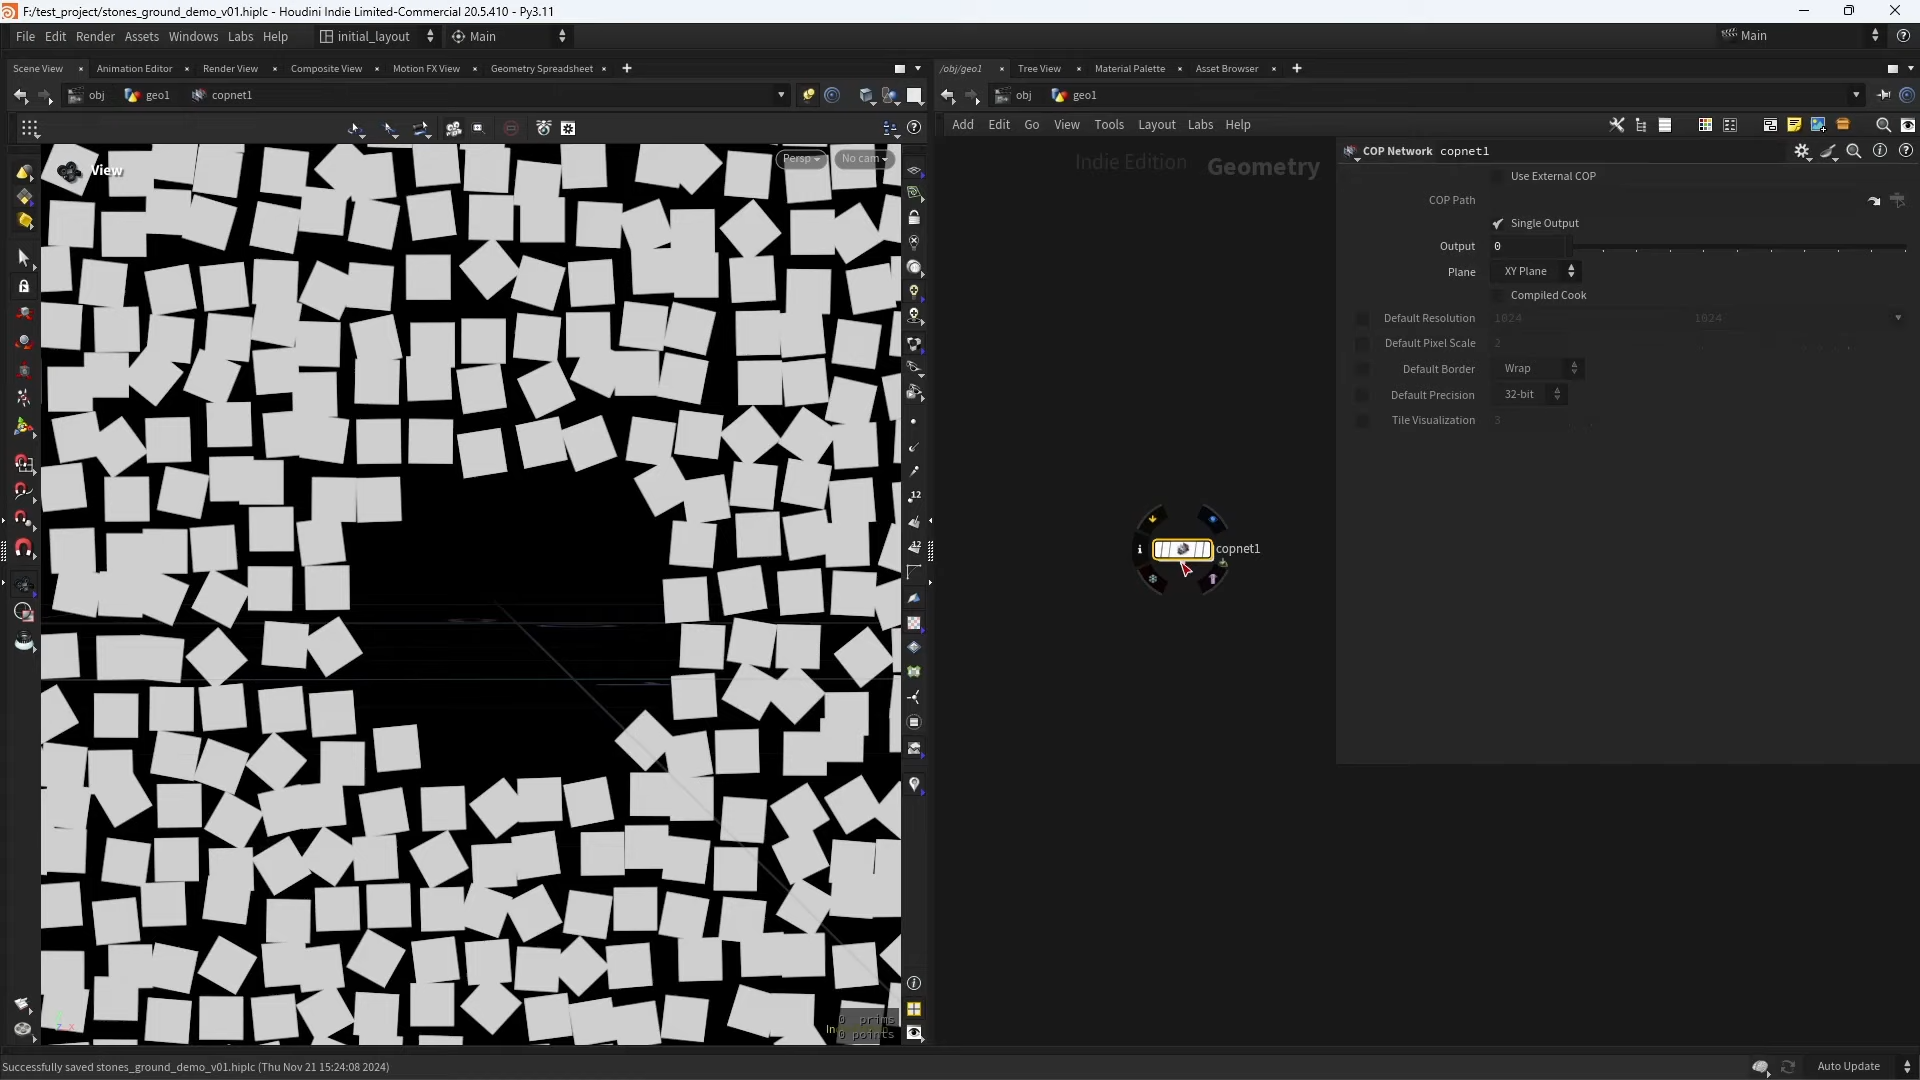 F:/test_project/stones_ground_demo_v01.hiplc - Houdini Indie Limited-Commercial 20.5.410 - Py3.11
File Edit Render Assets Windows Labs Help initial_layout Main
Main
Scene View Animation Editor Render View Composite View Motion FX View Geometry Spreadsheet
/obj/geo1 Tree View Material Palette Asset Browser
obj geo1 copnet1
obj geo1
Add Edit Go View Tools Layout Windows Labs Help
View
Persp No cam
Indie Edition Geometry
COP Network copnet1
Use External COP
COP Path
Single Output
Output 0
Plane XY Plane
Compiled Cook
Default Resolution 1024 1024
Default Pixel Scale 2
Default Border Wrap
Default Precision 32-bit
Tile Visualization 3
copnet1
12
12
0 prims
0 points
z x
Successfully saved stones_ground_demo_v01.hiplc (Thu Nov 21 15:24:08 2024)
Auto Update